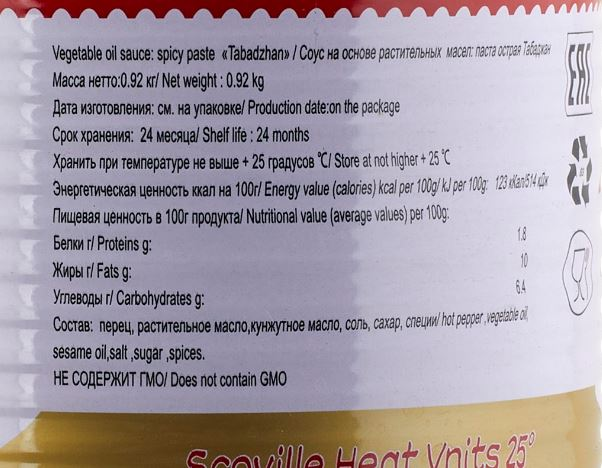 Vegetable oil sauce: spicy paste «Tabadzhan» / Соус на основе растительных масел: паста острая Табаджан
Масса нетто:0.92 кг/ Net weight : 0.92 kg
Дата изготовления: см. на упаковке/ Production date:on the package
Срок хранения: 24 месяца/ Shelf life : 24 months
Хранить при температуре не выше + 25 градусов °C/ Store at not higher + 25 °C
Энергетическая ценность ккал на 100г/ Energy value (calories) kcal per 100g/ kJ per 100g: 123 кКал/514 кДж
Пищевая ценность в 100г продукта/ Nutritional value (average values) per 100g:
Белки г/ Proteins g: 1.8
Жиры г/ Fats g: 10
Углеводы г/ Carbohydrates g: 6.4
Состав: перец, растительное масло,кунжутное масло, соль, сахар, специи/ hot pepper ,vegetable oil,
sesame oil,salt ,sugar ,spices.
НЕ СОДЕРЖИТ ГМО/ Does not contain GMO
EAC
Scoville Heat Vnits 25°